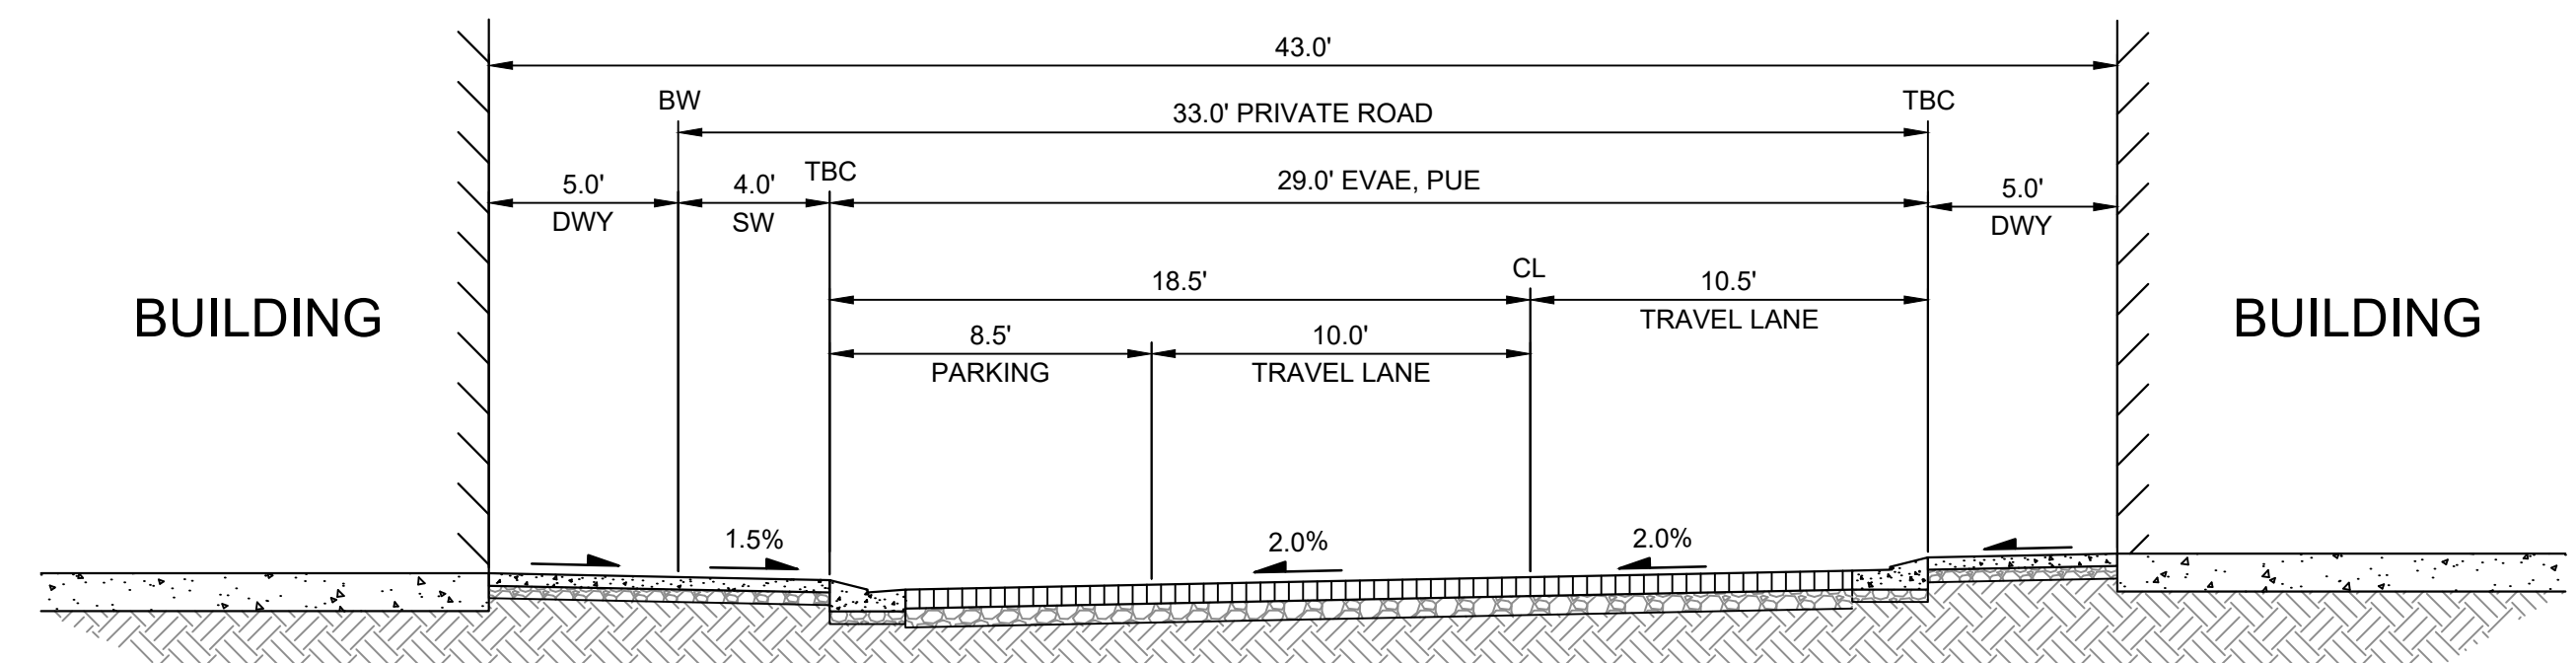 43.0'
BW
33.0' PRIVATE ROAD
TBC
TBC
5.0'
DWY
4.0'
SW
29.0' EVAE, PUE
5.0'
DWY
18.5'
CL
10.5'
TRAVEL LANE
BUILDING
BUILDING
8.5'
PARKING
10.0'
TRAVEL LANE
1.5%
2.0%
2.0%